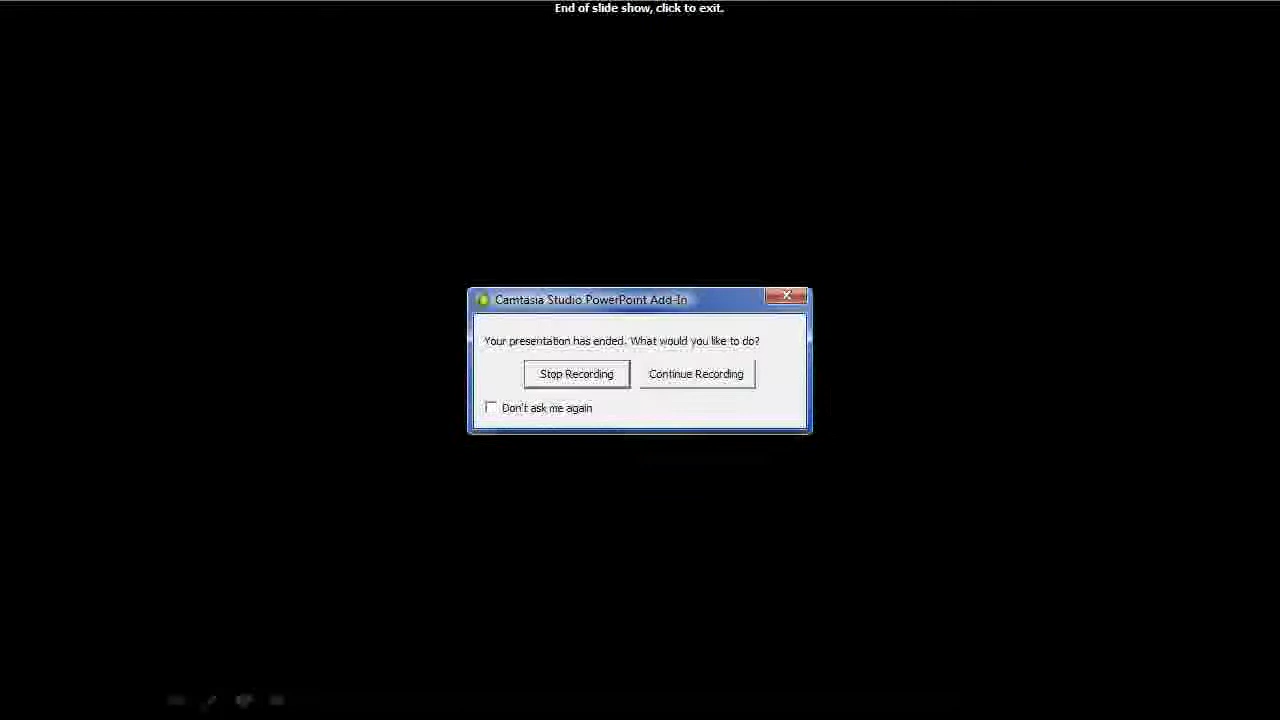 End of slide show, click to exit.
Camtasia Studio PowerPoint Add-In
Your presentation has ended. What would you like to do?
Stop Recording
Continue Recording
Don't ask me again